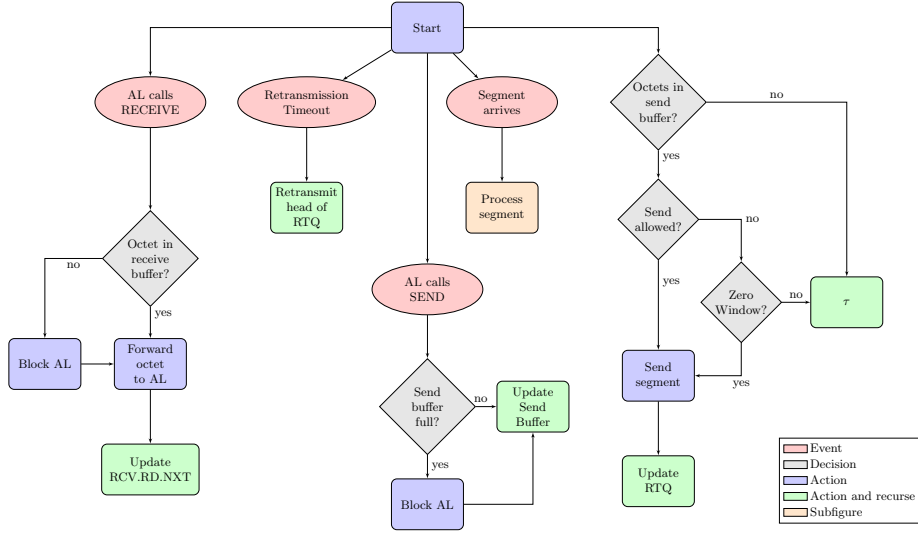 Start
AL calls
RECEIVE
Retransmission
Timeout
Segment
arrives
Octets in
send
buffer?
no
yes
Retransmit
head of
RTQ
Process
segment
Send
allowed?
no
yes
Octet in
receive
buffer?
no
yes
AL calls
SEND
Zero
Window?
no
yes
τ
Block AL
Forward
octet
to AL
Send
segment
Send
buffer
full?
no
yes
Update
Send
Buffer
Update
RCV.RD.NXT
Block AL
Update
RTQ
Event
Decision
Action
Action and recurse
Subfigure